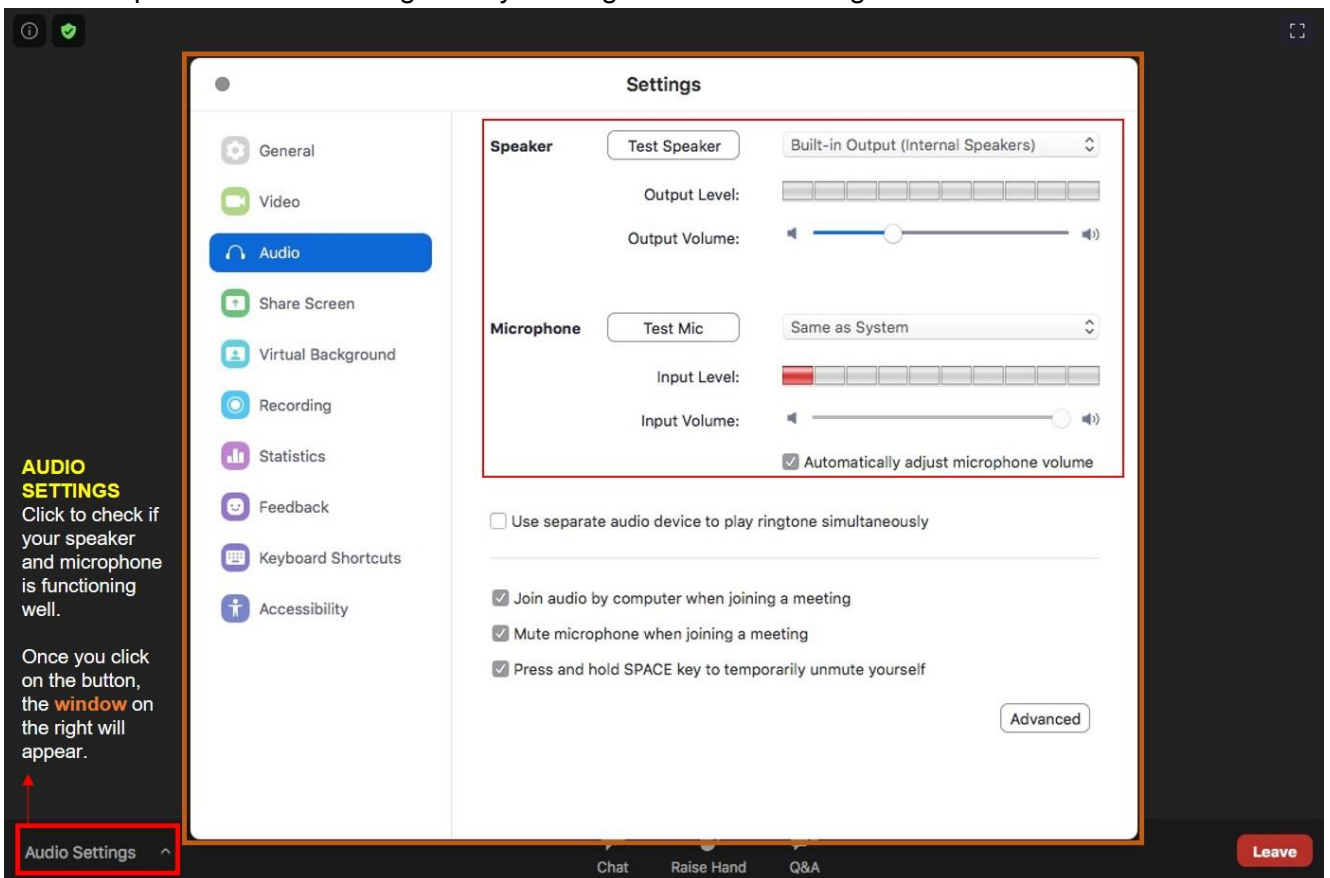 Settings
General
Video
Audio
Share Screen
Virtual Background
Recording
Statistics
Feedback
Keyboard Shortcuts
Accessibility
Speaker
Test Speaker
Built-in Output (Internal Speakers)
Output Level:
Output Volume:
Microphone
Test Mic
Same as System
Input Level:
Input Volume:
Automatically adjust microphone volume
Use separate audio device to play ringtone simultaneously
Join audio by computer when joining a meeting
Mute microphone when joining a meeting
Press and hold SPACE key to temporarily unmute yourself
Advanced
AUDIO
SETTINGS
Click to check if
your speaker
and microphone
is functioning
well.
Once you click
on the button,
the window on
the right will
appear.
Audio Settings
Chat
Raise Hand
Q&A
Leave